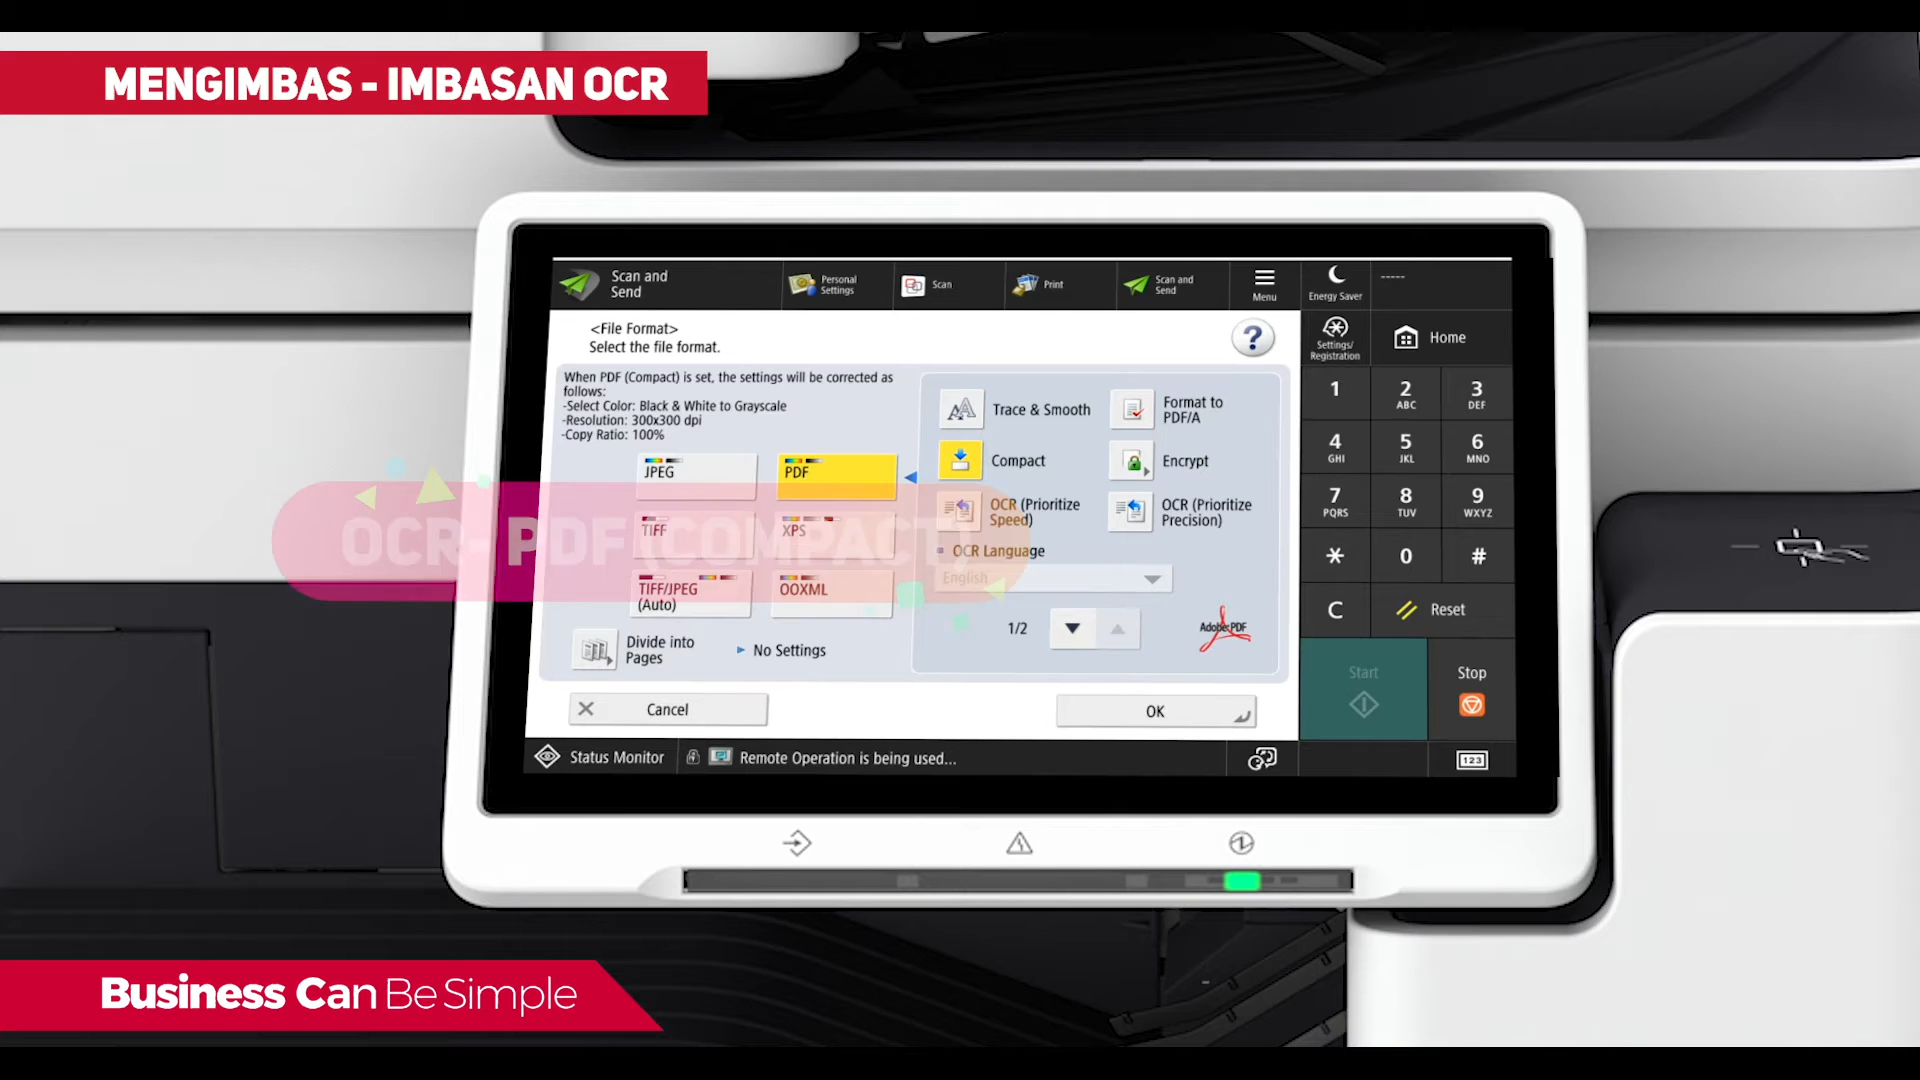 MENGIMBAS - IMBASAN OCR
Scan and
Send
Personal
Settings
Scan
Print
Scan and
Send
Menu
Energy Saver
-----
<File Format>
Select the file format.
?
Settings/
Registration
Home
When PDF (Compact) is set, the settings will be corrected as
follows:
-Select Color: Black & White to Grayscale
-Resolution: 300x300 dpi
-Copy Ratio: 100%
JPEG
PDF
TIFF
XPS
TIFF/JPEG
(Auto)
OOXML
OCR- PDF (COMPACT)
Trace & Smooth
Format to
PDF/A
Compact
Encrypt
OCR (Prioritize
Speed)
OCR (Prioritize
Precision)
OCR Language
English
1/2
Adobe PDF
Divide into
Pages
No Settings
Cancel
OK
1
2
ABC
3
DEF
4
GHI
5
JKL
6
MNO
7
PQRS
8
TUV
9
WXYZ
*
0
#
C
Reset
Start
Stop
Status Monitor
Remote Operation is being used...
123
Business Can Be Simple